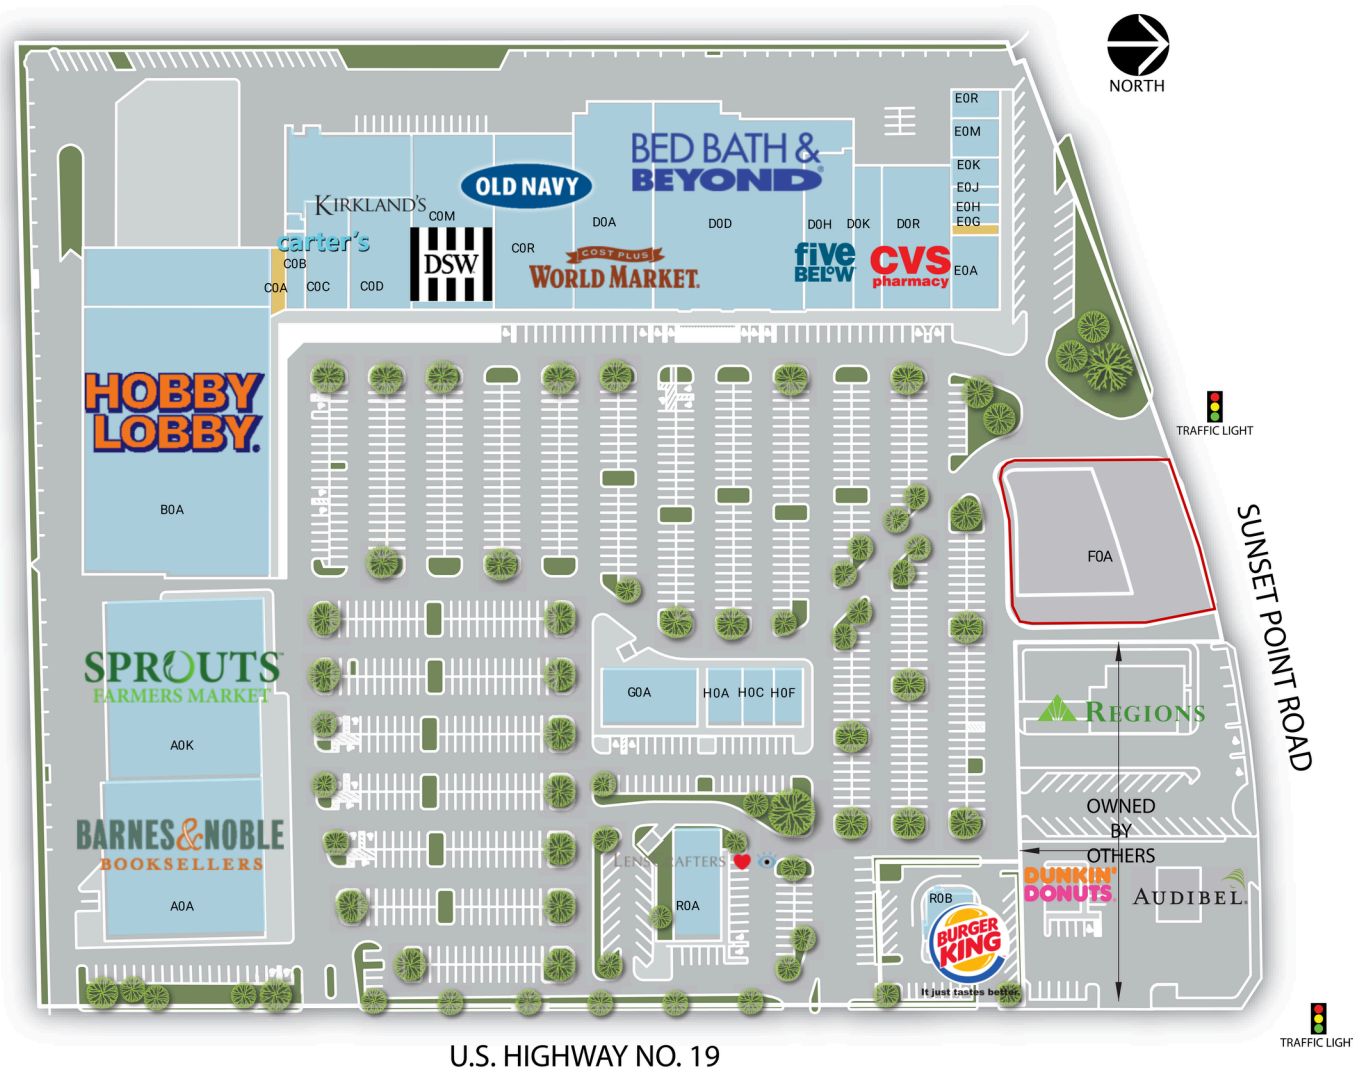 NORTH
E0R
E0M
E0K
E0J
E0H
E0G
E0A
BED BATH &
BEYOND
OLD NAVY
KIRKLAND'S
carter's
C0M
C0R
D0A
D0D
D0H
D0K
D0R
C0B
C0A
C0C
C0D
DSW
COST PLUS
WORLD MARKET.
five
BEL°W
CVS
pharmacy
HOBBY
LOBBY.
B0A
TRAFFIC LIGHT
SUNSET POINT ROAD
F0A
SPROUTS
FARMERS MARKET
A0K
G0A
H0A
H0C
H0F
REGIONS
OWNED
BY
OTHERS
BARNES&NOBLE
BOOKSELLERS
A0A
LENSCRAFTERS
R0A
R0B
BURGER
KING
It just tastes better.
DUNKIN'
DONUTS
AUDIBEL
U.S. HIGHWAY NO. 19
TRAFFIC LIGHT